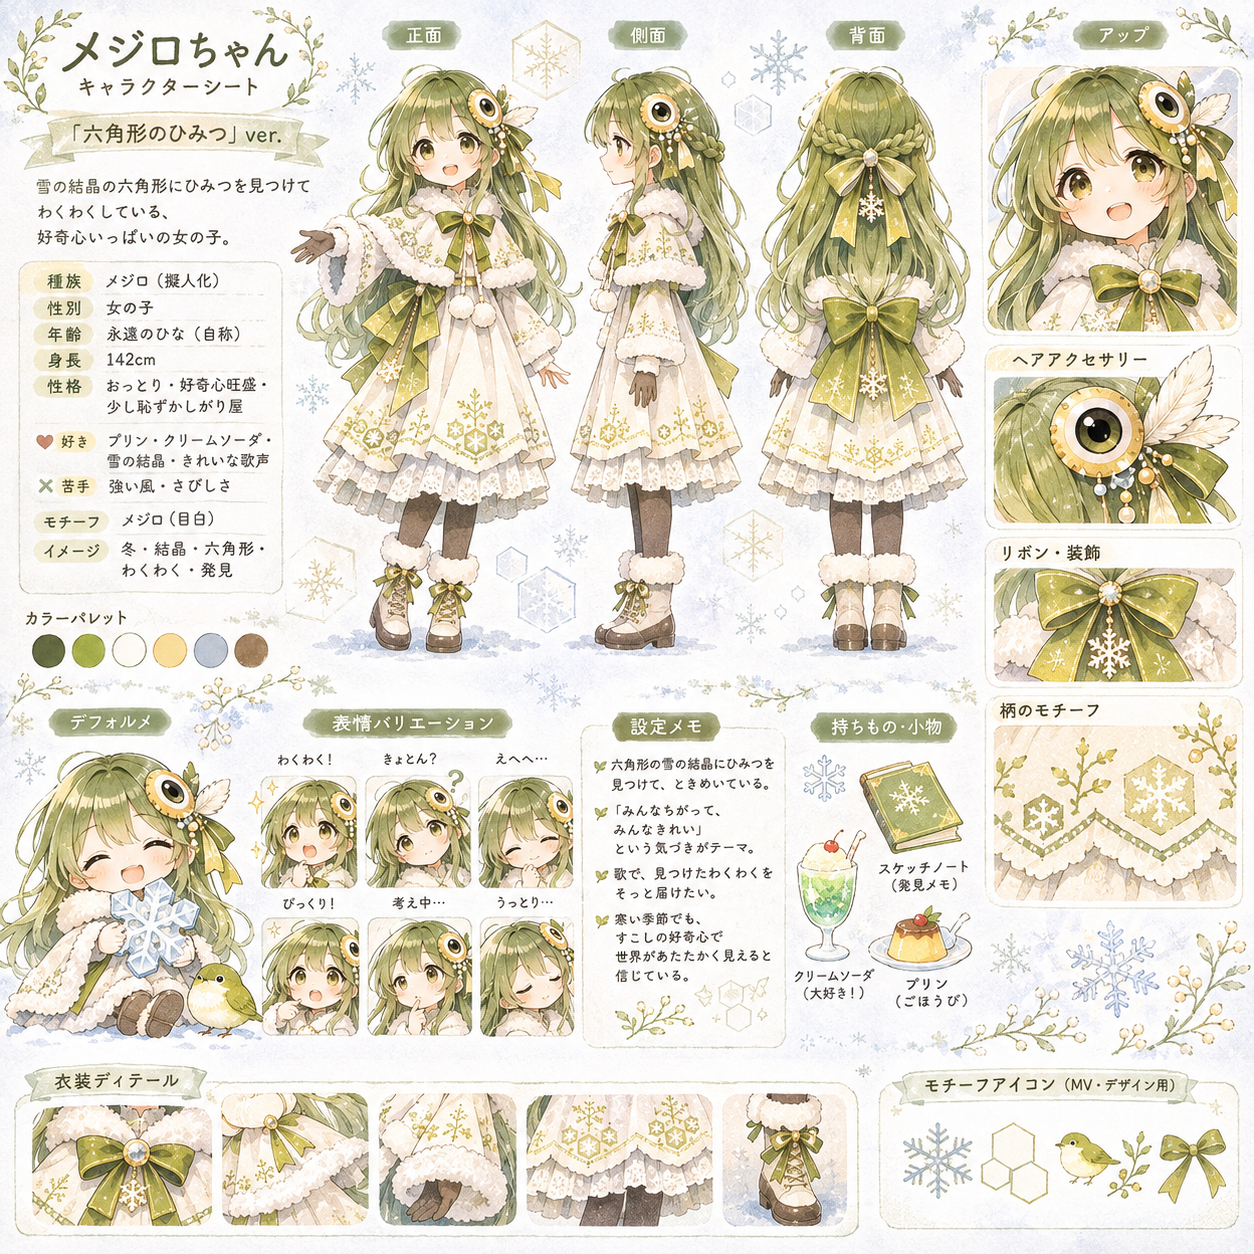 メジロちゃん
キャラクターシート
「六角形のひみつ」ver.
雪の結晶の六角形にひみつを見つけて
わくわくしている、
好奇心いっぱいの女の子。
種族 メジロ（擬人化）
性別 女の子
年齢 永遠のひな（自称）
身長 142cm
性格 おっとり・好奇心旺盛・
少し恥ずかしがり屋
好き プリン・クリームソーダ・
雪の結晶・きれいな歌声
苦手 強い風・さびしさ
モチーフ メジロ（目白）
イメージ 冬・結晶・六角形・
わくわく・発見
カラーパレット
正面
側面
背面
アップ
ヘアアクセサリー
リボン・装飾
柄のモチーフ
デフォルメ
表情バリエーション
わくわく！
きょとん？
えへへ…
?
びっくり！
考え中…
うっとり…
設定メモ
六角形の雪の結晶にひみつを
見つけて、ときめいている。
「みんなちがって、
みんなきれい」
という気づきがテーマ。
歌で、見つけたわくわくを
そっと届けたい。
寒い季節でも、
すこしの好奇心で
世界があたたかく見えると
信じている。
持ちもの・小物
スケッチノート
（発見メモ）
クリームソーダ
（大好き！）
プリン
（ごほうび）
衣装ディテール
モチーフアイコン（MV・デザイン用）